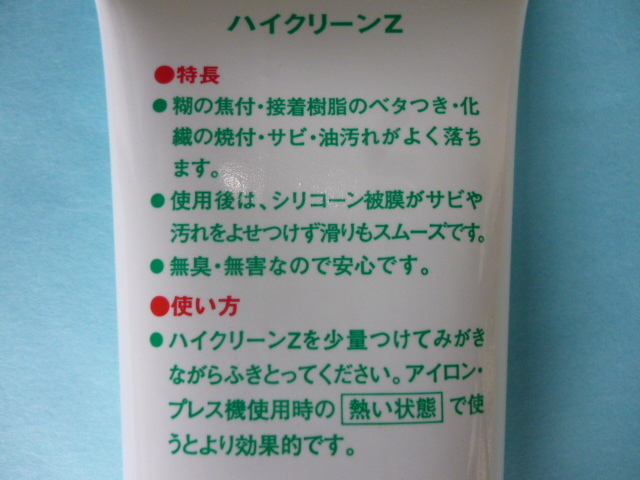 ハイクリーンZ
●特長
●糊の焦付・接着樹脂のベタつき・化
繊の焼付・サビ・油汚れがよく落ち
ます。
●使用後は、シリコーン被膜がサビや
汚れをよせつけず滑りもスムーズです。
●無臭・無害なので安心です。
●使い方
●ハイクリーンZを少量つけてみがき
ながらふきとってください。アイロン・
プレス機使用時の 熱い状態 で使
うとより効果的です。